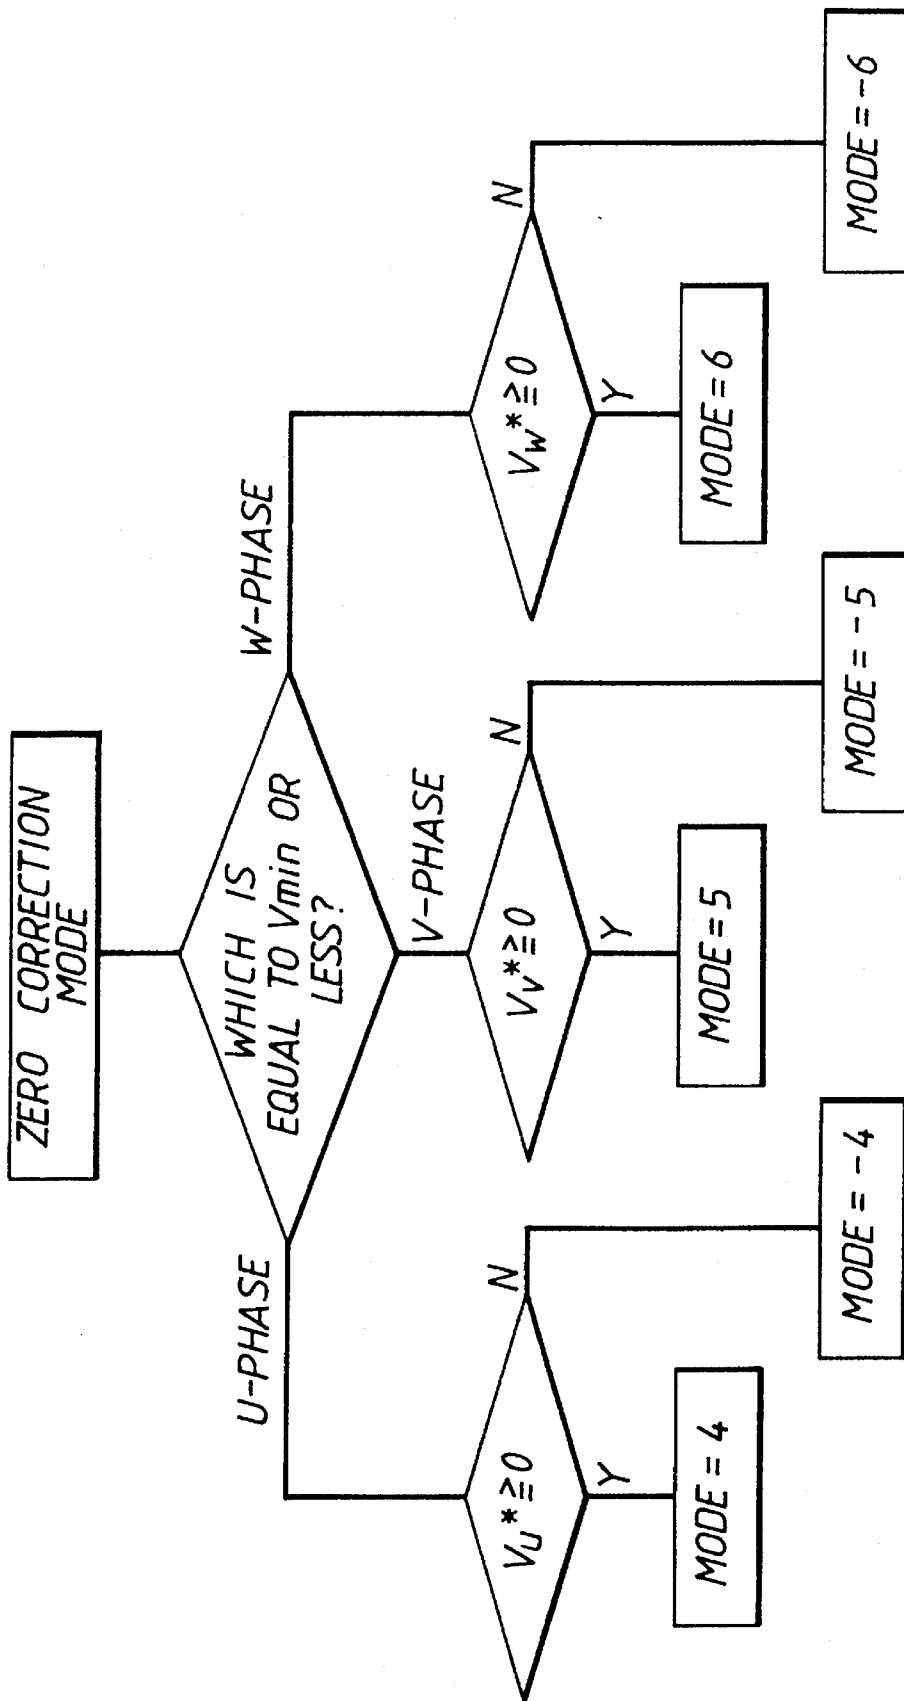 ZERO CORRECTION
MODE
WHICH IS
EQUAL TO Vmin OR
LESS?
U-PHASE
V-PHASE
W-PHASE
VU*≧0
N
Y
MODE = 4
MODE = -4
VV*≧0
N
Y
MODE = 5
MODE = -5
VW*≧0
N
Y
MODE = 6
MODE = -6